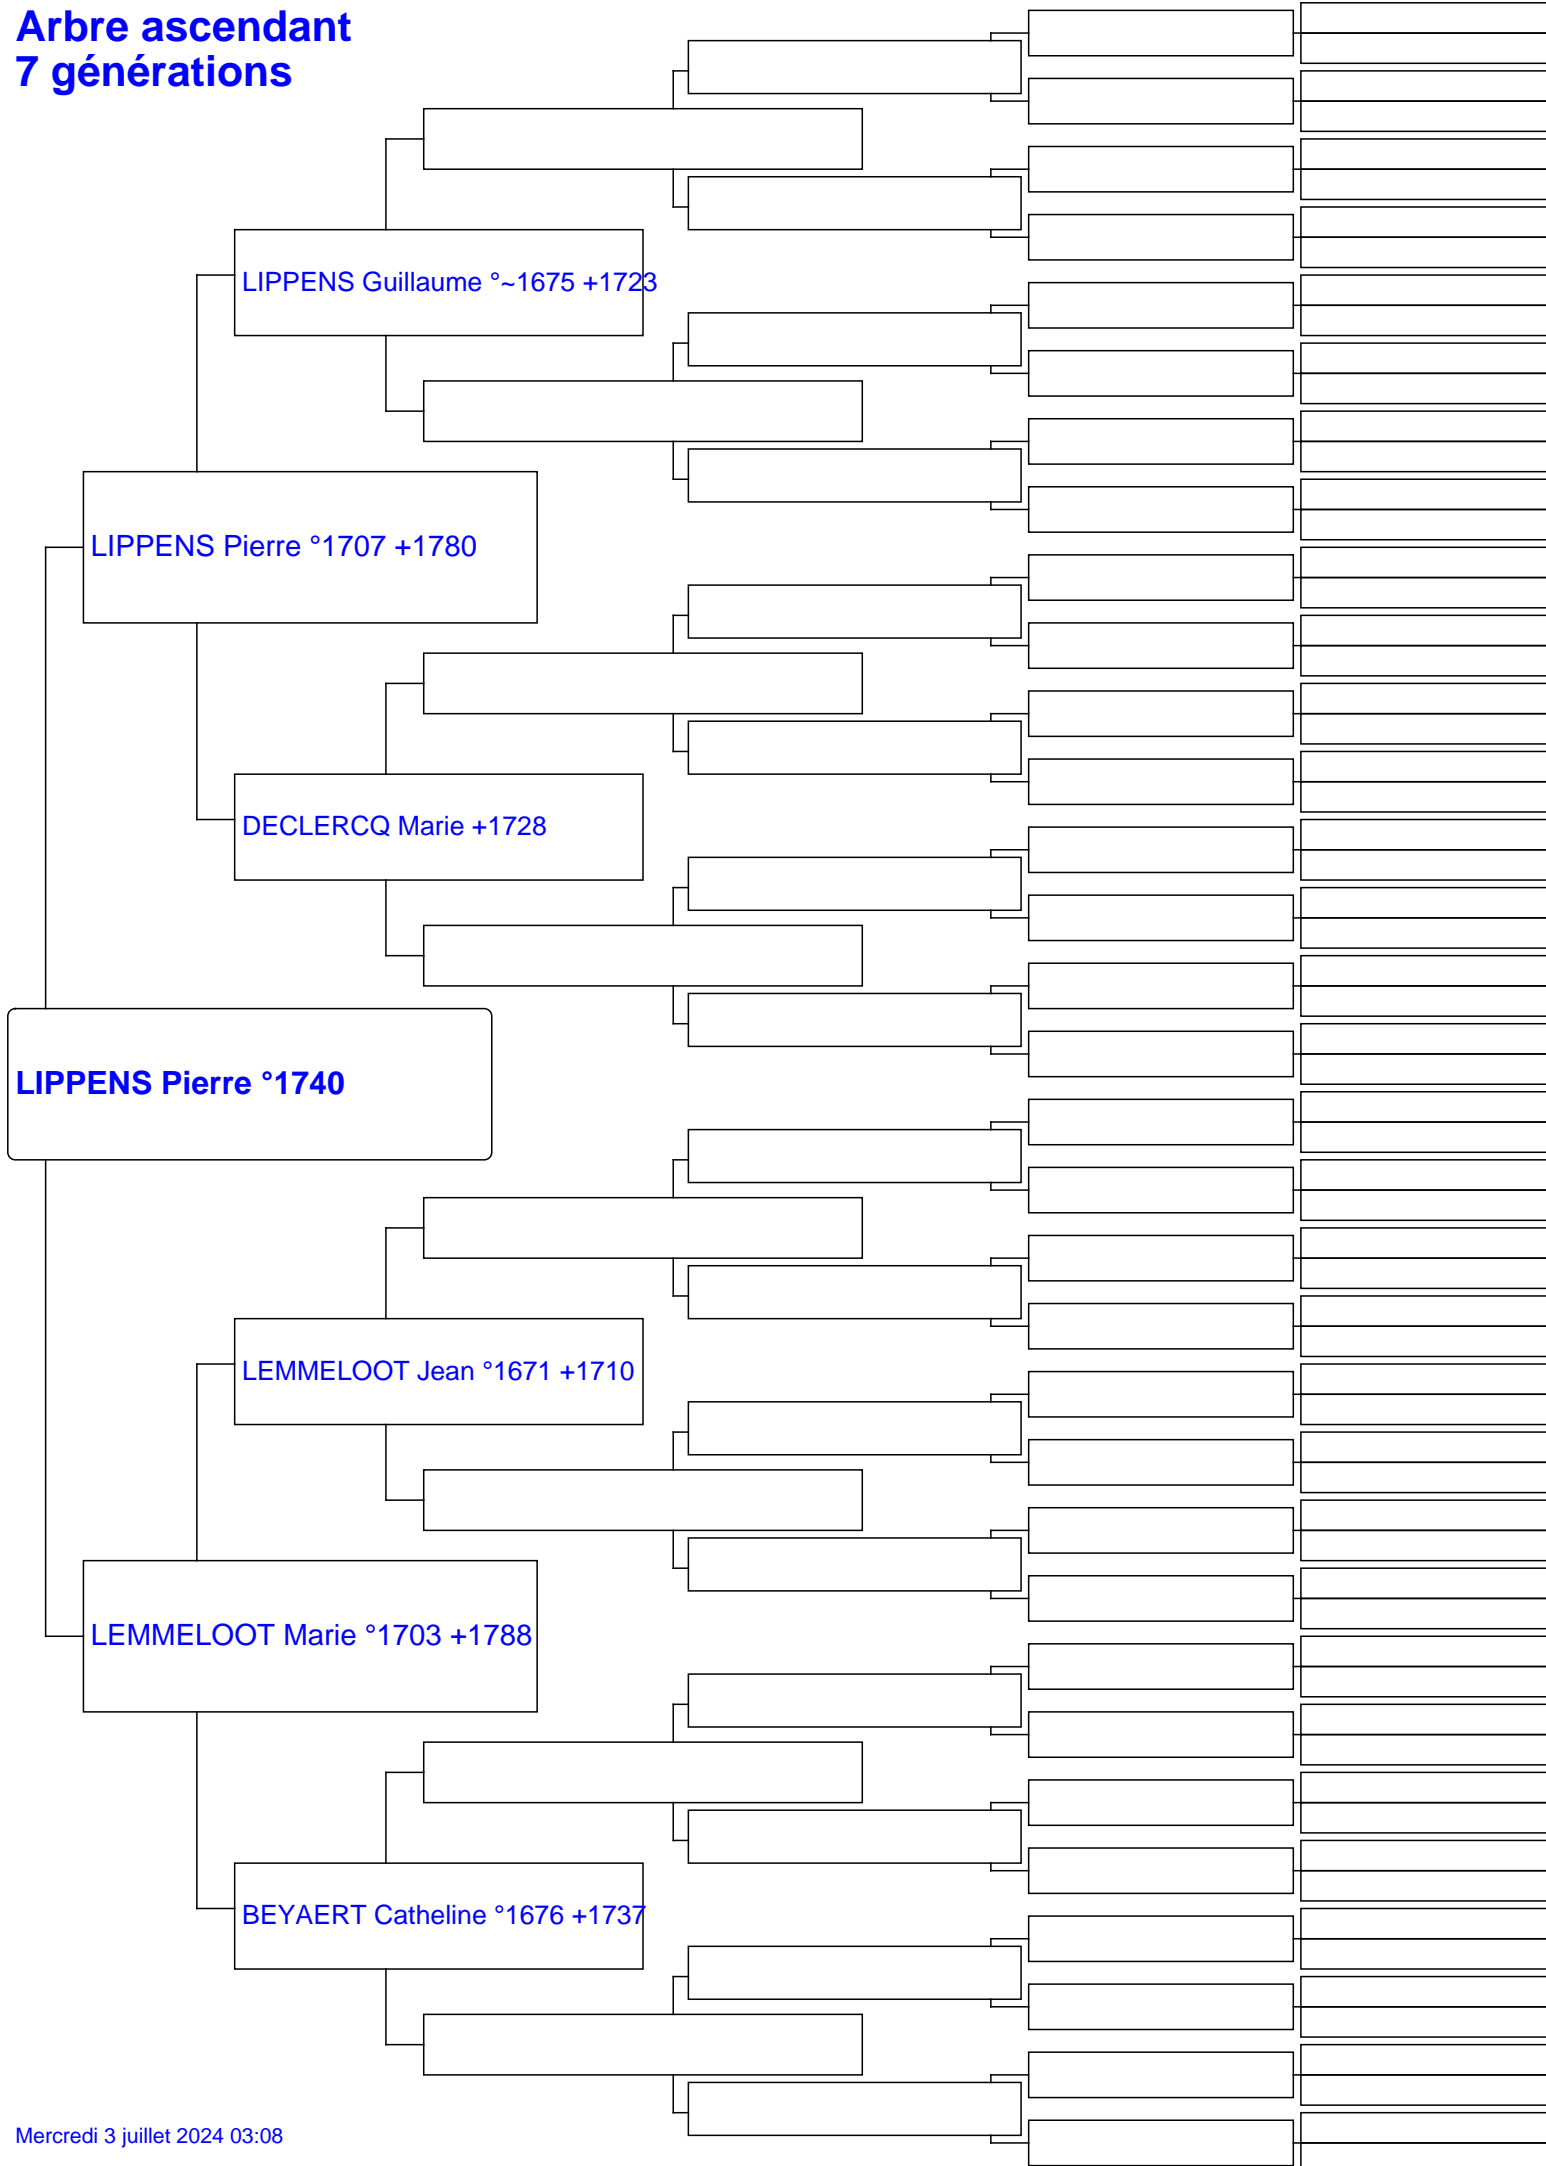 Arbre ascendant
7 générations
LIPPENS Guillaume °~1675 +1723
LIPPENS Pierre °1707 +1780
DECLERCQ Marie +1728
LIPPENS Pierre °1740
LEMMELOOT Jean °1671 +1710
LEMMELOOT Marie °1703 +1788
BEYAERT Catheline °1676 +1737
Mercredi 3 juillet 2024 03:08